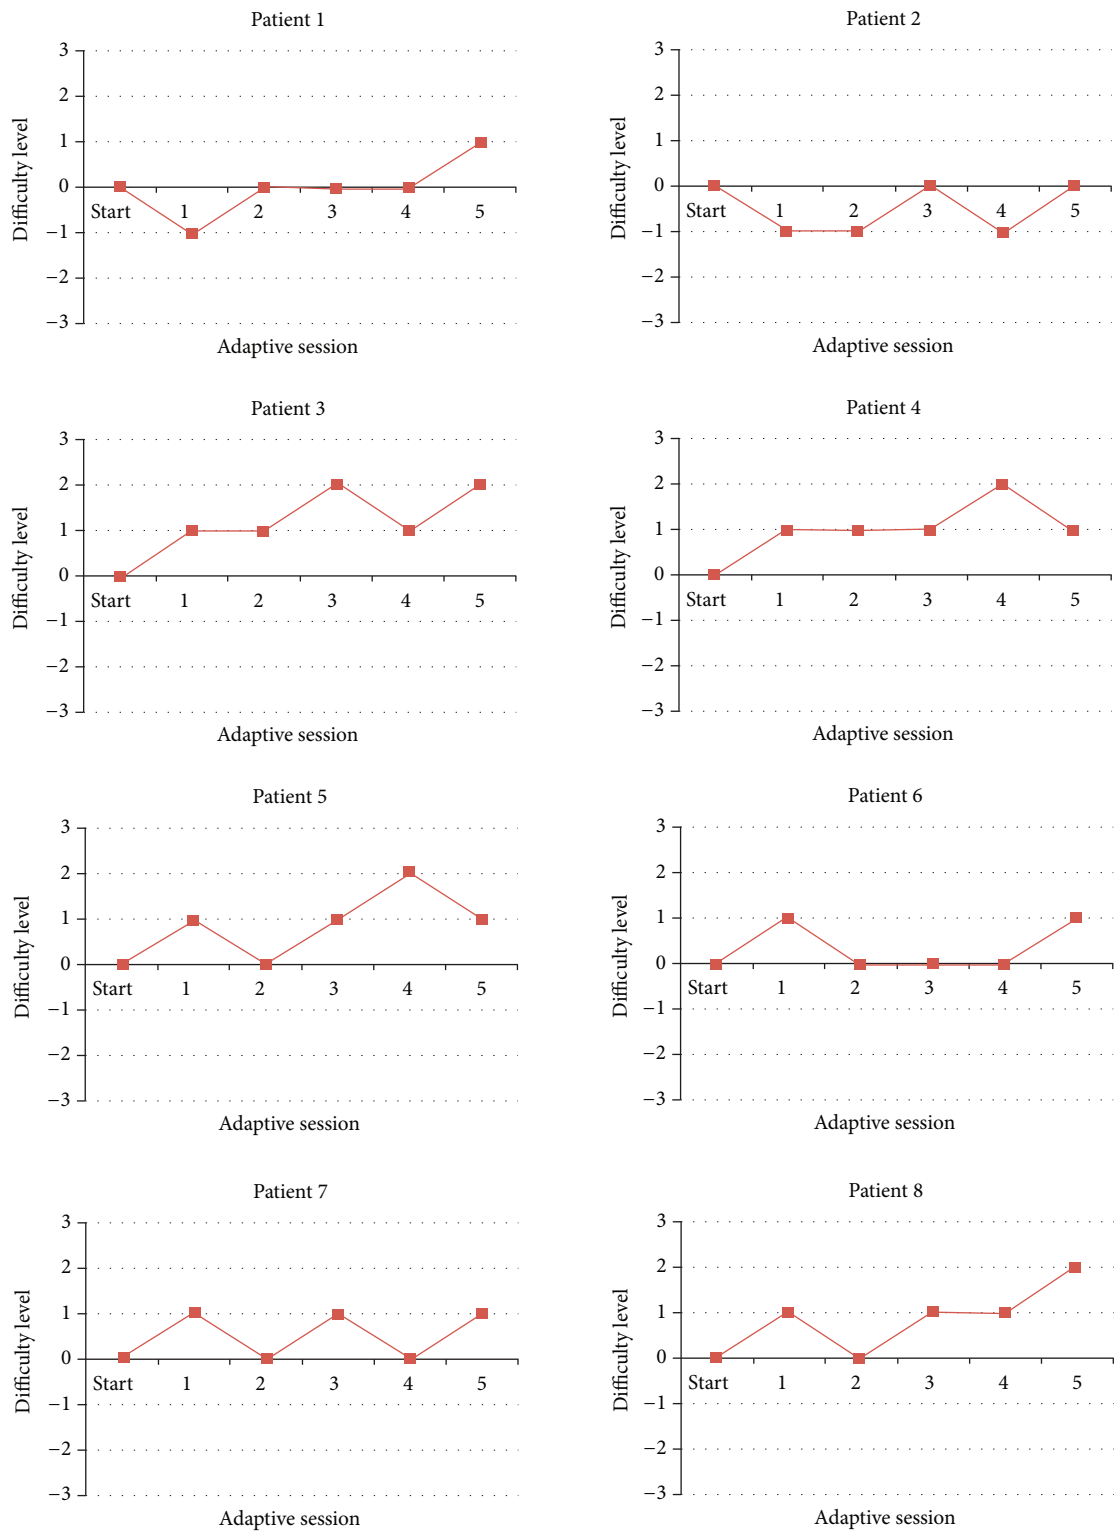 Patient 1
3
2
1
0
−1
−2
−3
Difficulty level
Start 1 2 3 4 5
Adaptive session
Patient 2
3
2
1
0
−1
−2
−3
Difficulty level
Start 1 2 3 4 5
Adaptive session
Patient 3
3
2
1
0
−1
−2
−3
Difficulty level
Start 1 2 3 4 5
Adaptive session
Patient 4
3
2
1
0
−1
−2
−3
Difficulty level
Start 1 2 3 4 5
Adaptive session
Patient 5
3
2
1
0
−1
−2
−3
Difficulty level
Start 1 2 3 4 5
Adaptive session
Patient 6
3
2
1
0
−1
−2
−3
Difficulty level
Start 1 2 3 4 5
Adaptive session
Patient 7
3
2
1
0
−1
−2
−3
Difficulty level
Start 1 2 3 4 5
Adaptive session
Patient 8
3
2
1
0
−1
−2
−3
Difficulty level
Start 1 2 3 4 5
Adaptive session